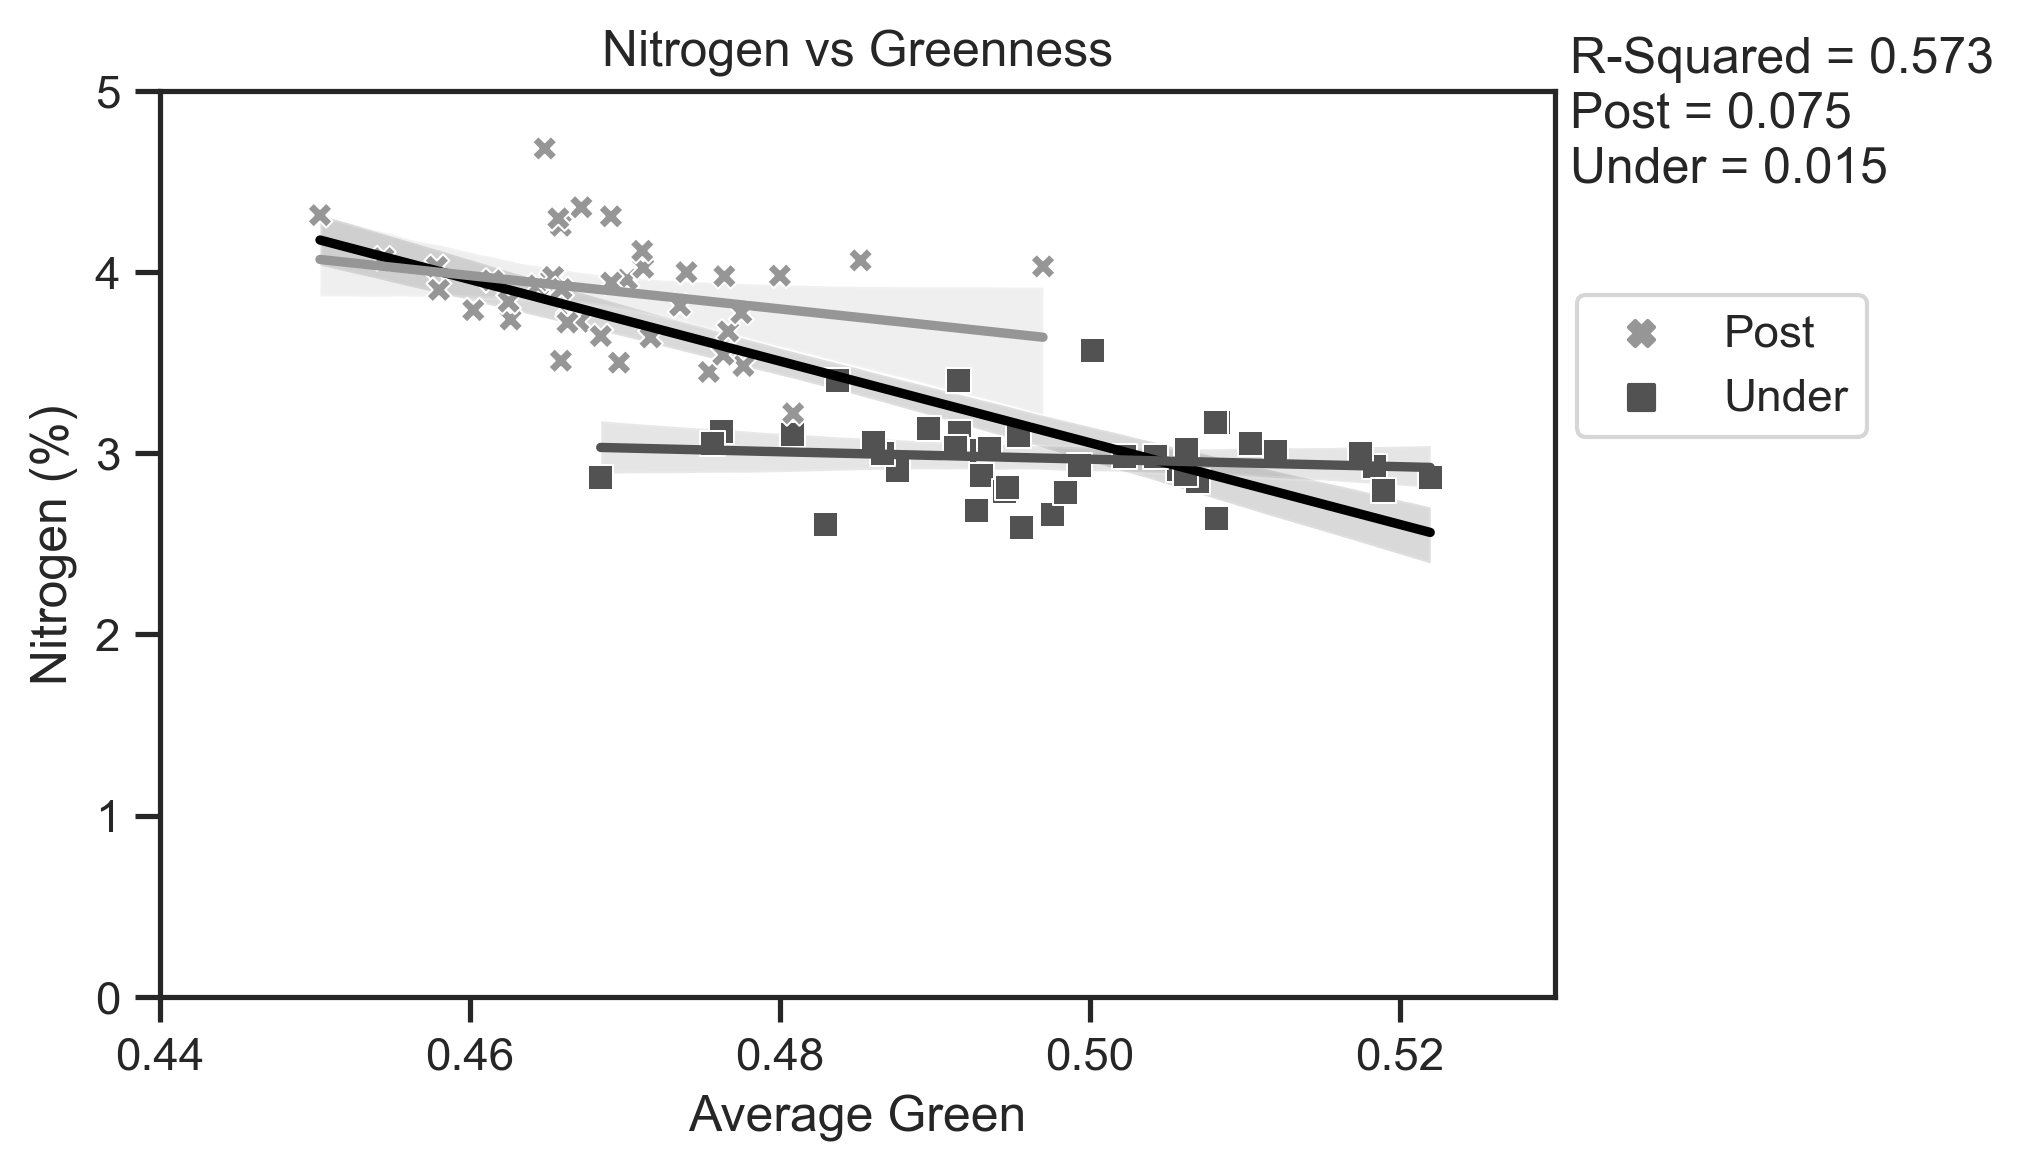 Nitrogen vs Greenness
R-Squared = 0.573
Post = 0.075
Under = 0.015
Post
Under
Nitrogen (%)
5
4
3
2
1
0
0.44 0.46 0.48 0.50 0.52
Average Green